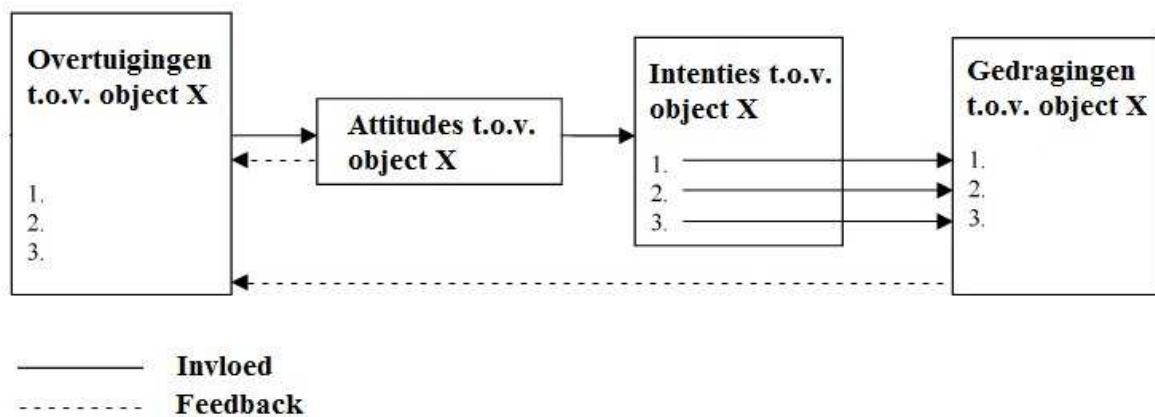 Overtuigingen
t.o.v. object X
1.
2.
3.
Attitudes t.o.v.
object X
Intenties t.o.v.
object X
1.
2.
3.
Gedragingen
t.o.v. object X
1.
2.
3.
Invloed
Feedback